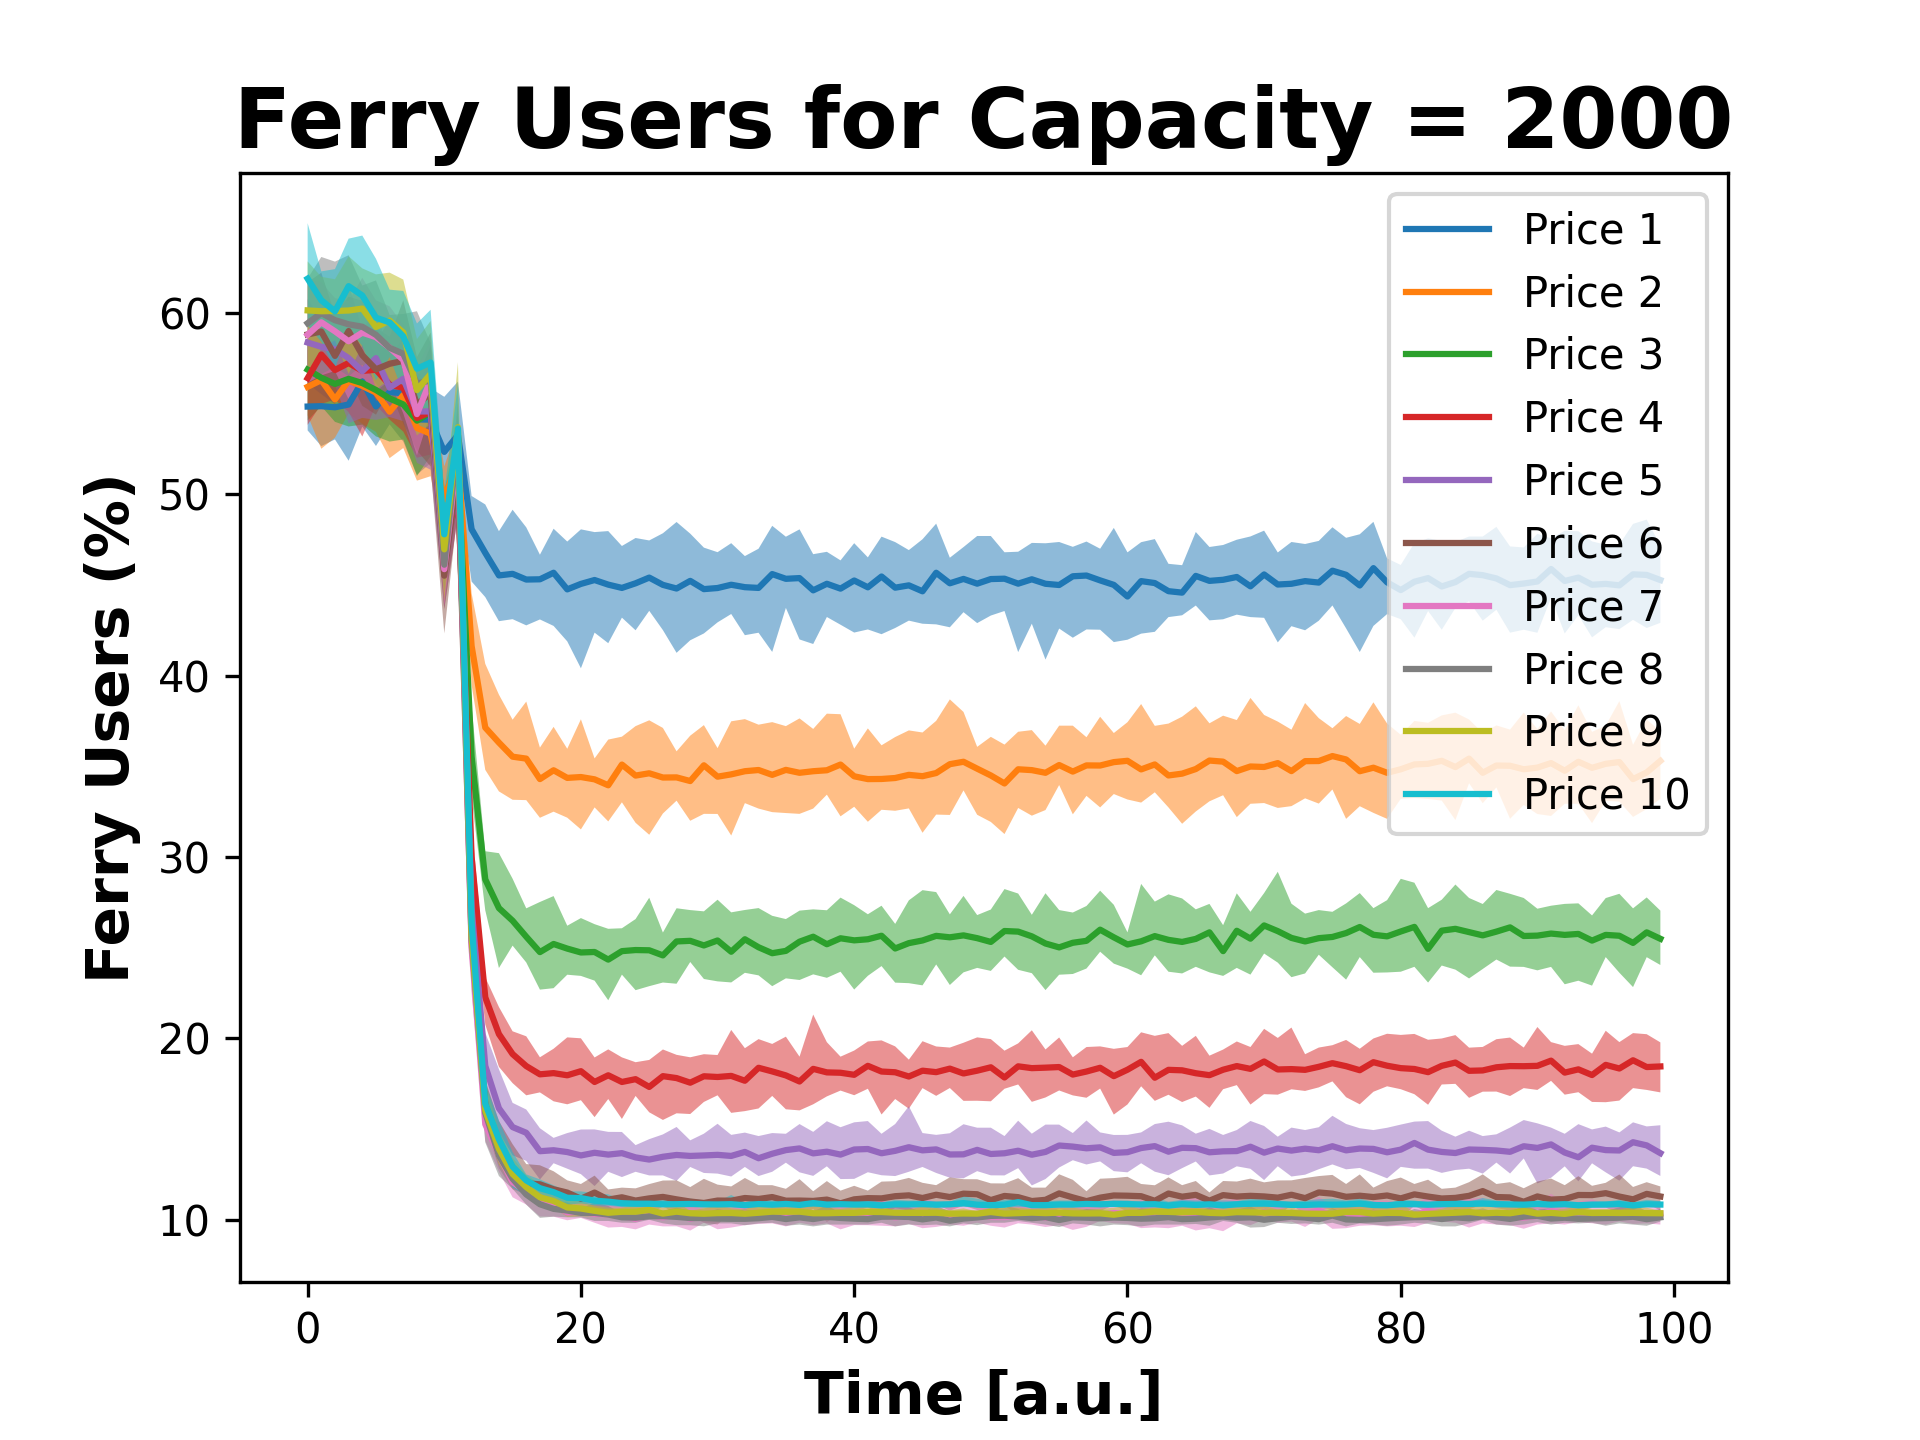 Ferry Users for Capacity = 2000
Ferry Users (%)
60
50
40
30
20
10
Price 1
Price 2
Price 3
Price 4
Price 5
Price 6
Price 7
Price 8
Price 9
Price 10
0 20 40 60 80 100
Time [a.u.]